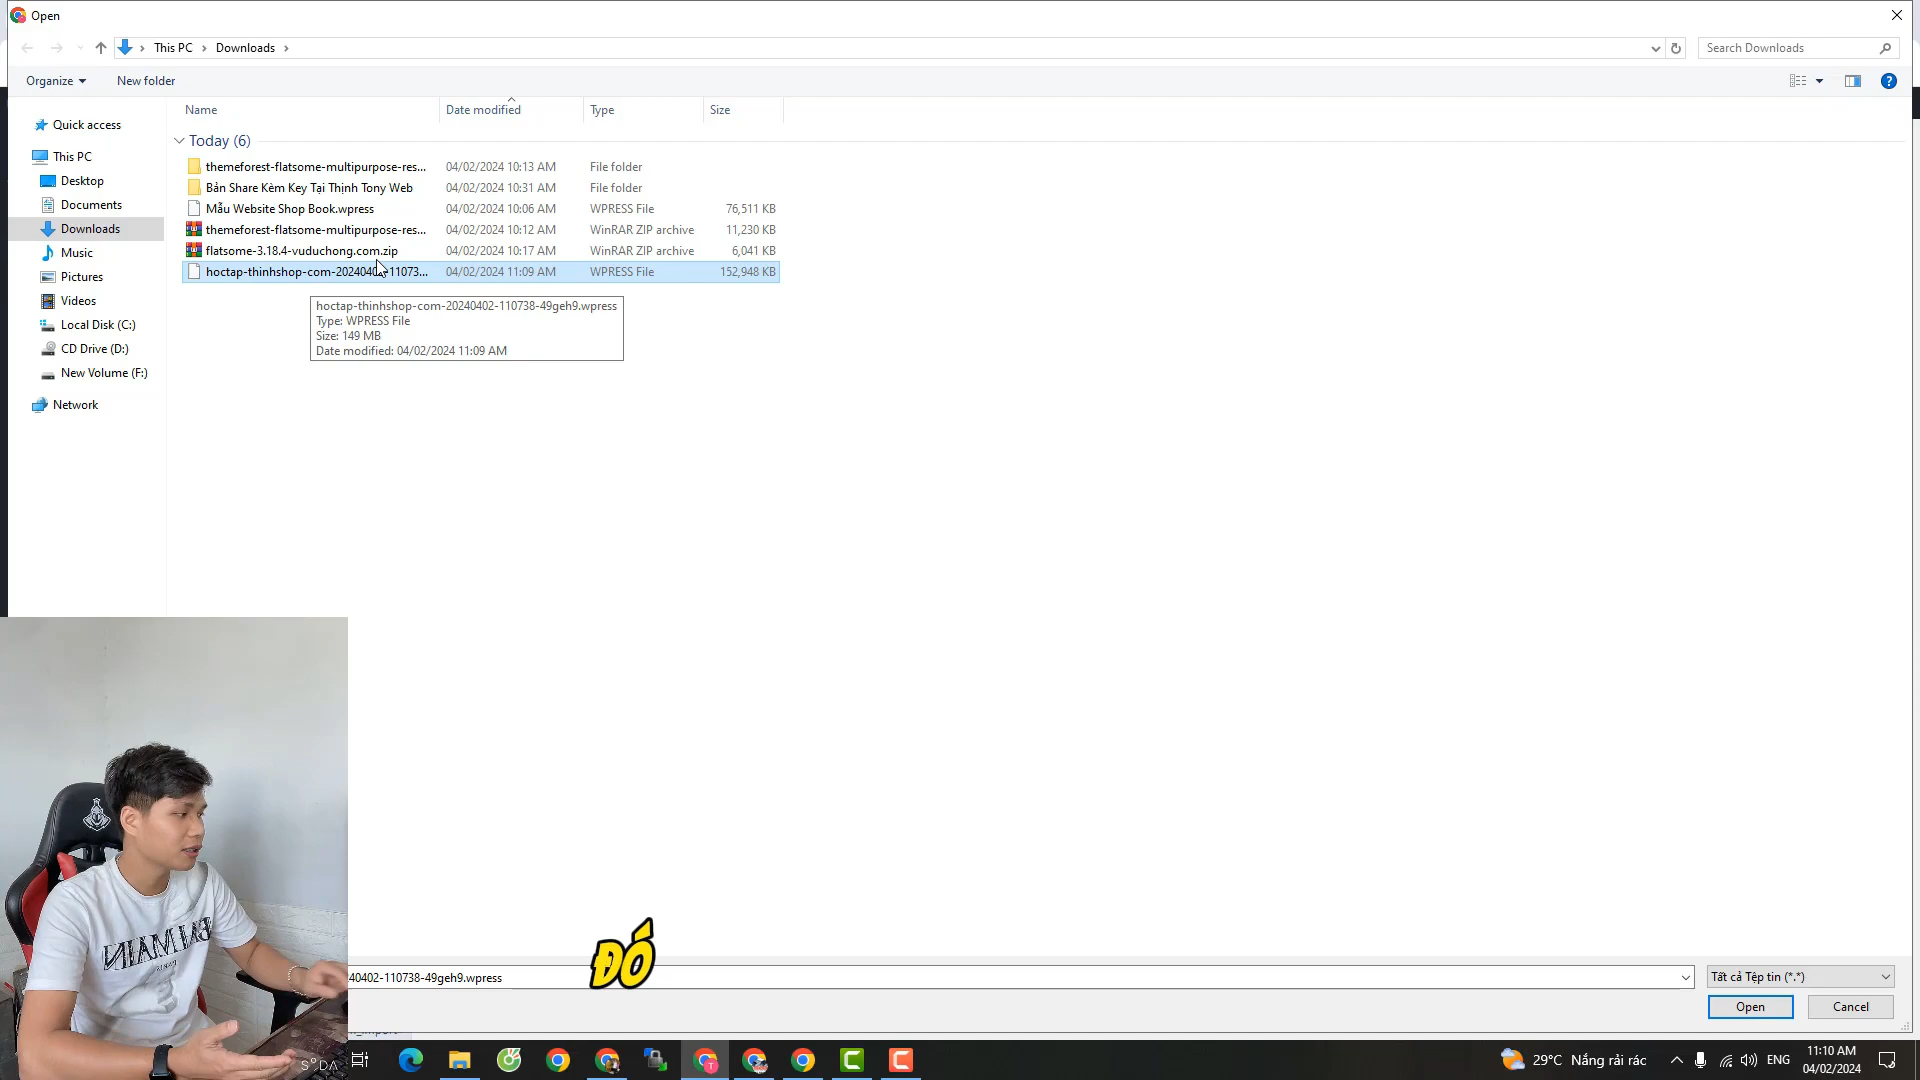 Open
This PC
Downloads
Search Downloads
Organize
New folder
Name
Date modified
Type
Size
Quick access
This PC
Desktop
Documents
Downloads
Music
Pictures
Videos
Local Disk (C:)
CD Drive (D:)
New Volume (F:)
Network
Today (6)
themeforest-flatsome-multipurpose-res... 04/02/2024 10:13 AM File folder
Bản Share Kèm Key Tại Thịnh Tony Web 04/02/2024 10:31 AM File folder
Mẫu Website Shop Book.wpress 04/02/2024 10:06 AM WPRESS File 76,511 KB
themeforest-flatsome-multipurpose-res... 04/02/2024 10:12 AM WinRAR ZIP archive 11,230 KB
flatsome-3.18.4-vuduchong.com.zip 04/02/2024 10:17 AM WinRAR ZIP archive 6,041 KB
hoctap-thinhshop-com-20240402-11073... 04/02/2024 11:09 AM WPRESS File 152,948 KB
hoctap-thinhshop-com-20240402-110738-49geh9.wpress
Type: WPRESS File
Size: 149 MB
Date modified: 04/02/2024 11:09 AM
ĐÓ
40402-110738-49geh9.wpress
Tất cả Tệp tin (*.*)
Open
Cancel
29°C Nắng rải rác
ENG
11:10 AM
04/02/2024